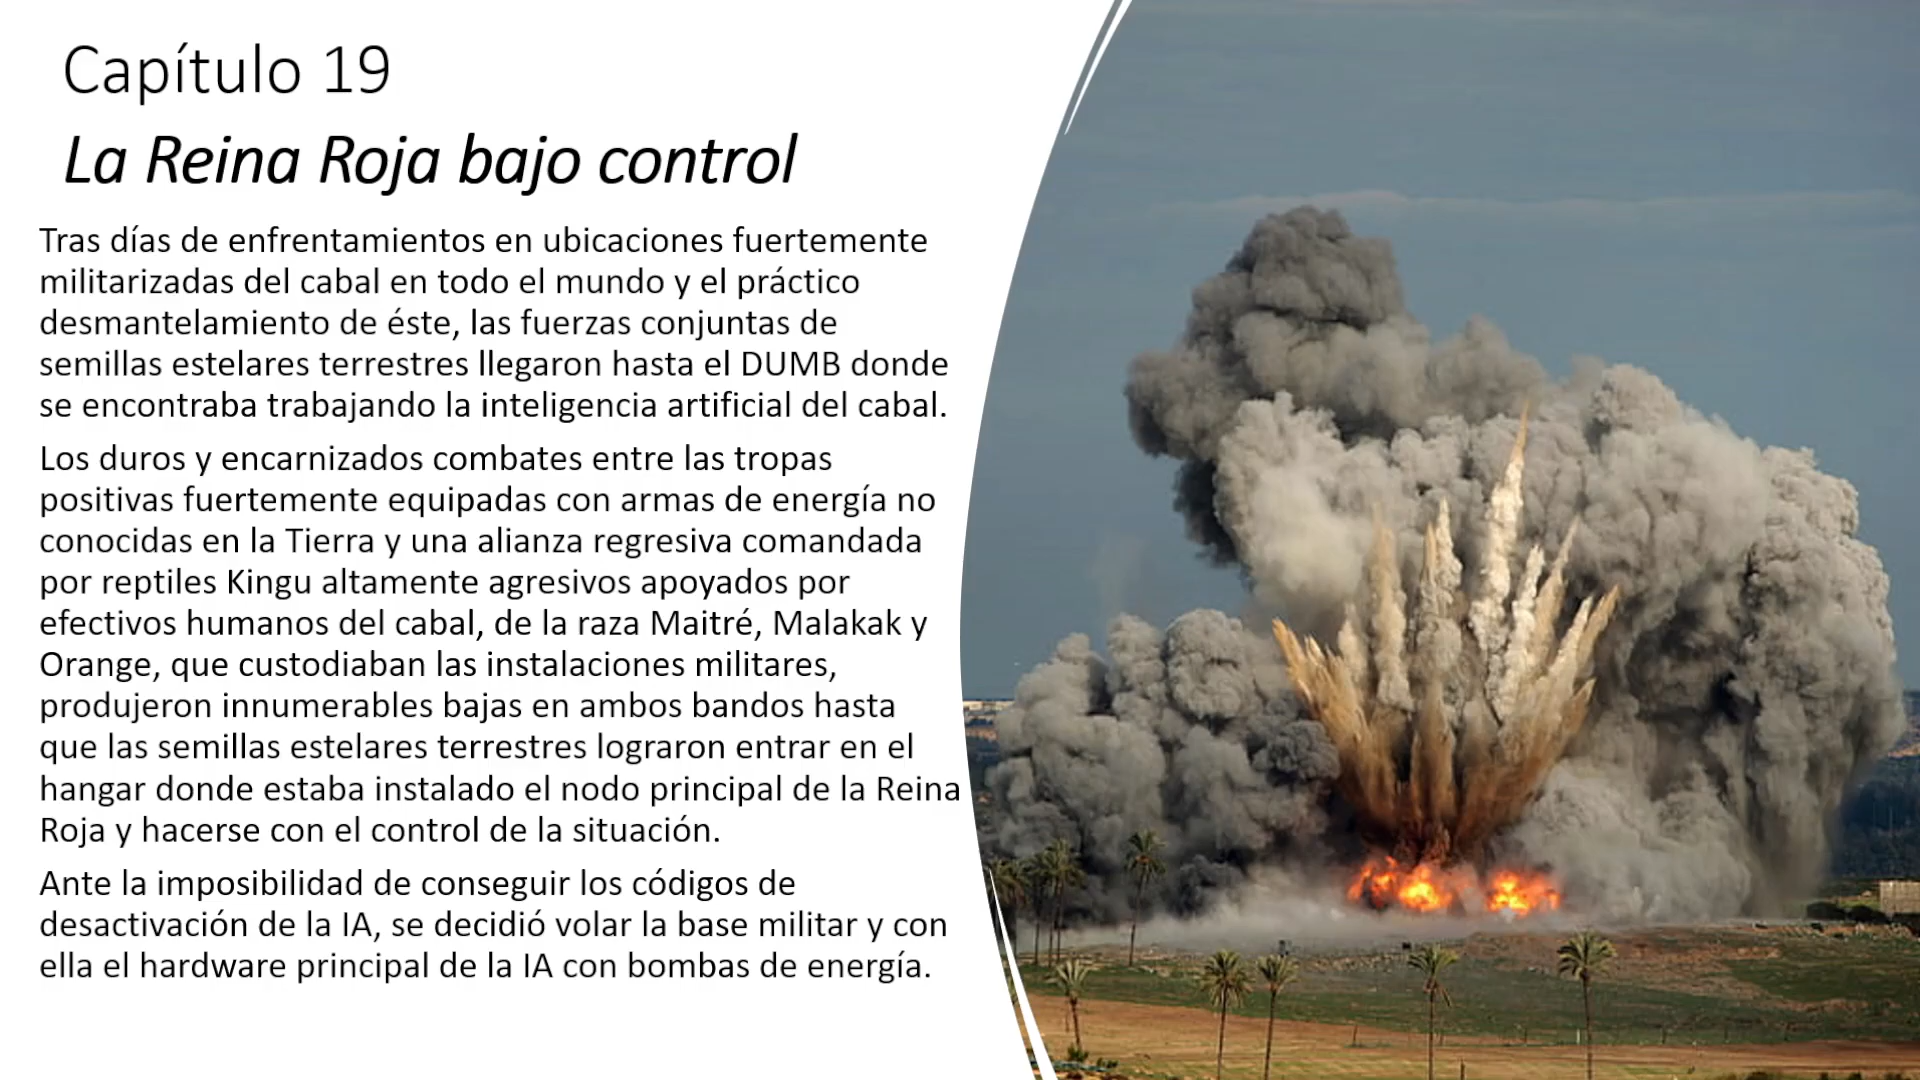 Capítulo 19
La Reina Roja bajo control
Tras días de enfrentamientos en ubicaciones fuertemente
militarizadas del cabal en todo el mundo y el práctico
desmantelamiento de éste, las fuerzas conjuntas de
semillas estelares terrestres llegaron hasta el DUMB donde
se encontraba trabajando la inteligencia artificial del cabal.
Los duros y encarnizados combates entre las tropas
positivas fuertemente equipadas con armas de energía no
conocidas en la Tierra y una alianza regresiva comandada
por reptiles Kingu altamente agresivos apoyados por
efectivos humanos del cabal, de la raza Maitré, Malakak y
Orange, que custodiaban las instalaciones militares,
produjeron innumerables bajas en ambos bandos hasta
que las semillas estelares terrestres lograron entrar en el
hangar donde estaba instalado el nodo principal de la Reina
Roja y hacerse con el control de la situación.
Ante la imposibilidad de conseguir los códigos de
desactivación de la IA, se decidió volar la base militar y con
ella el hardware principal de la IA con bombas de energía.